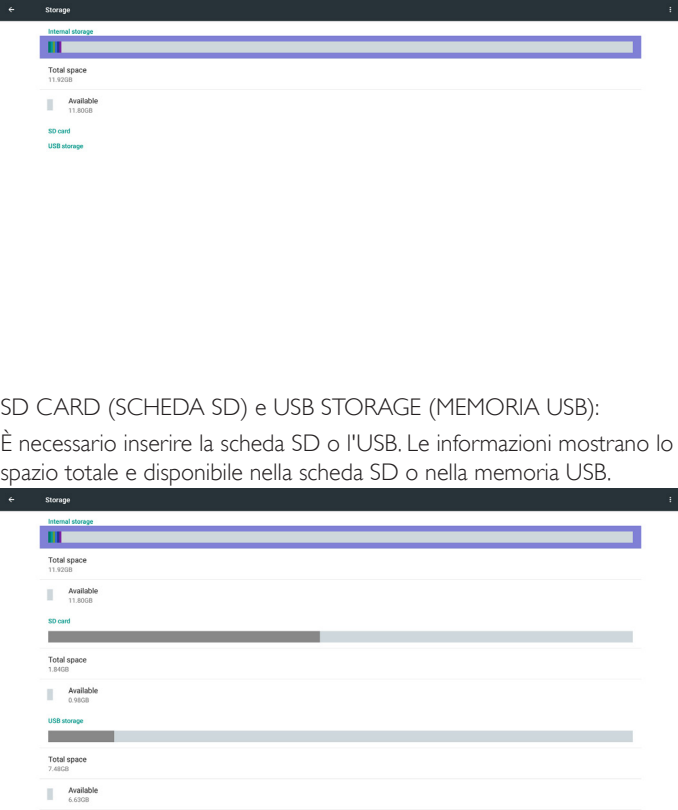 Storage
Internal storage
Total space
11.92GB
Available
11.80GB
SD card
USB storage
SD CARD (SCHEDA SD) e USB STORAGE (MEMORIA USB):
È necessario inserire la scheda SD o l'USB. Le informazioni mostrano lo
spazio totale e disponibile nella scheda SD o nella memoria USB.
Storage
Internal storage
Total space
11.92GB
Available
11.80GB
SD card
Total space
1.84GB
Available
0.98GB
USB storage
Total space
7.48GB
Available
6.63GB